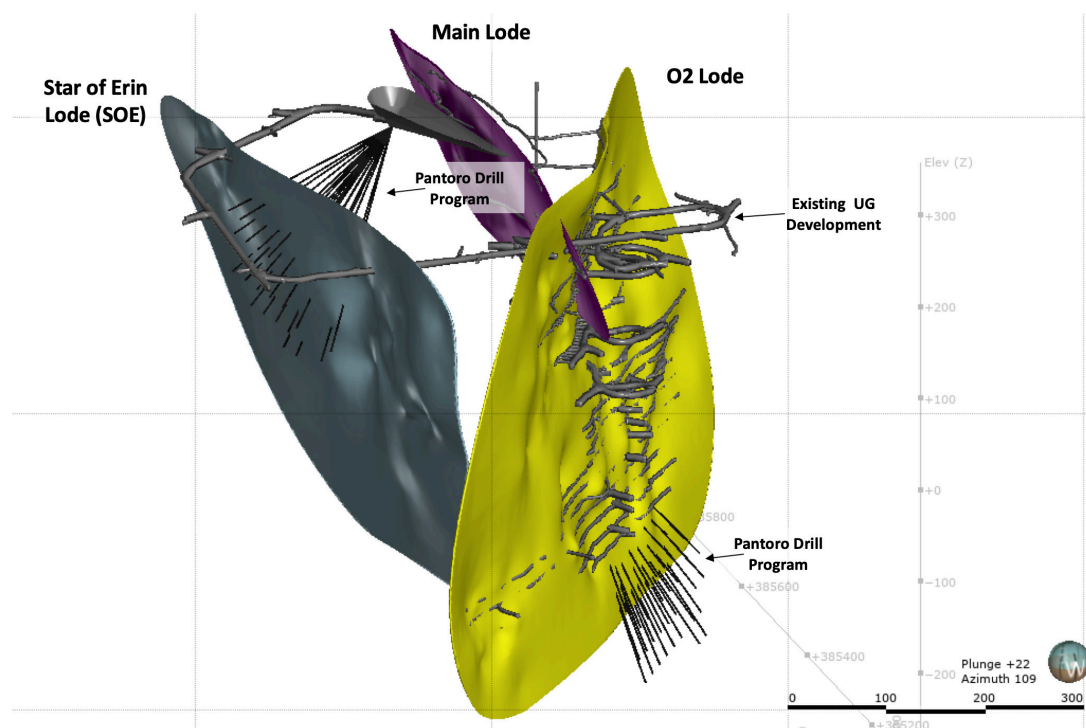 Main Lode
Star of Erin
Lode (SOE)
O2 Lode
Elev (Z)
Pantoro Drill
Program
Existing UG
Development
+300
+200
+100
+0
Pantoro Drill
Program
−100
+385600
+385400
−200
Plunge +22
Azimuth 109
W
0
100
200
300